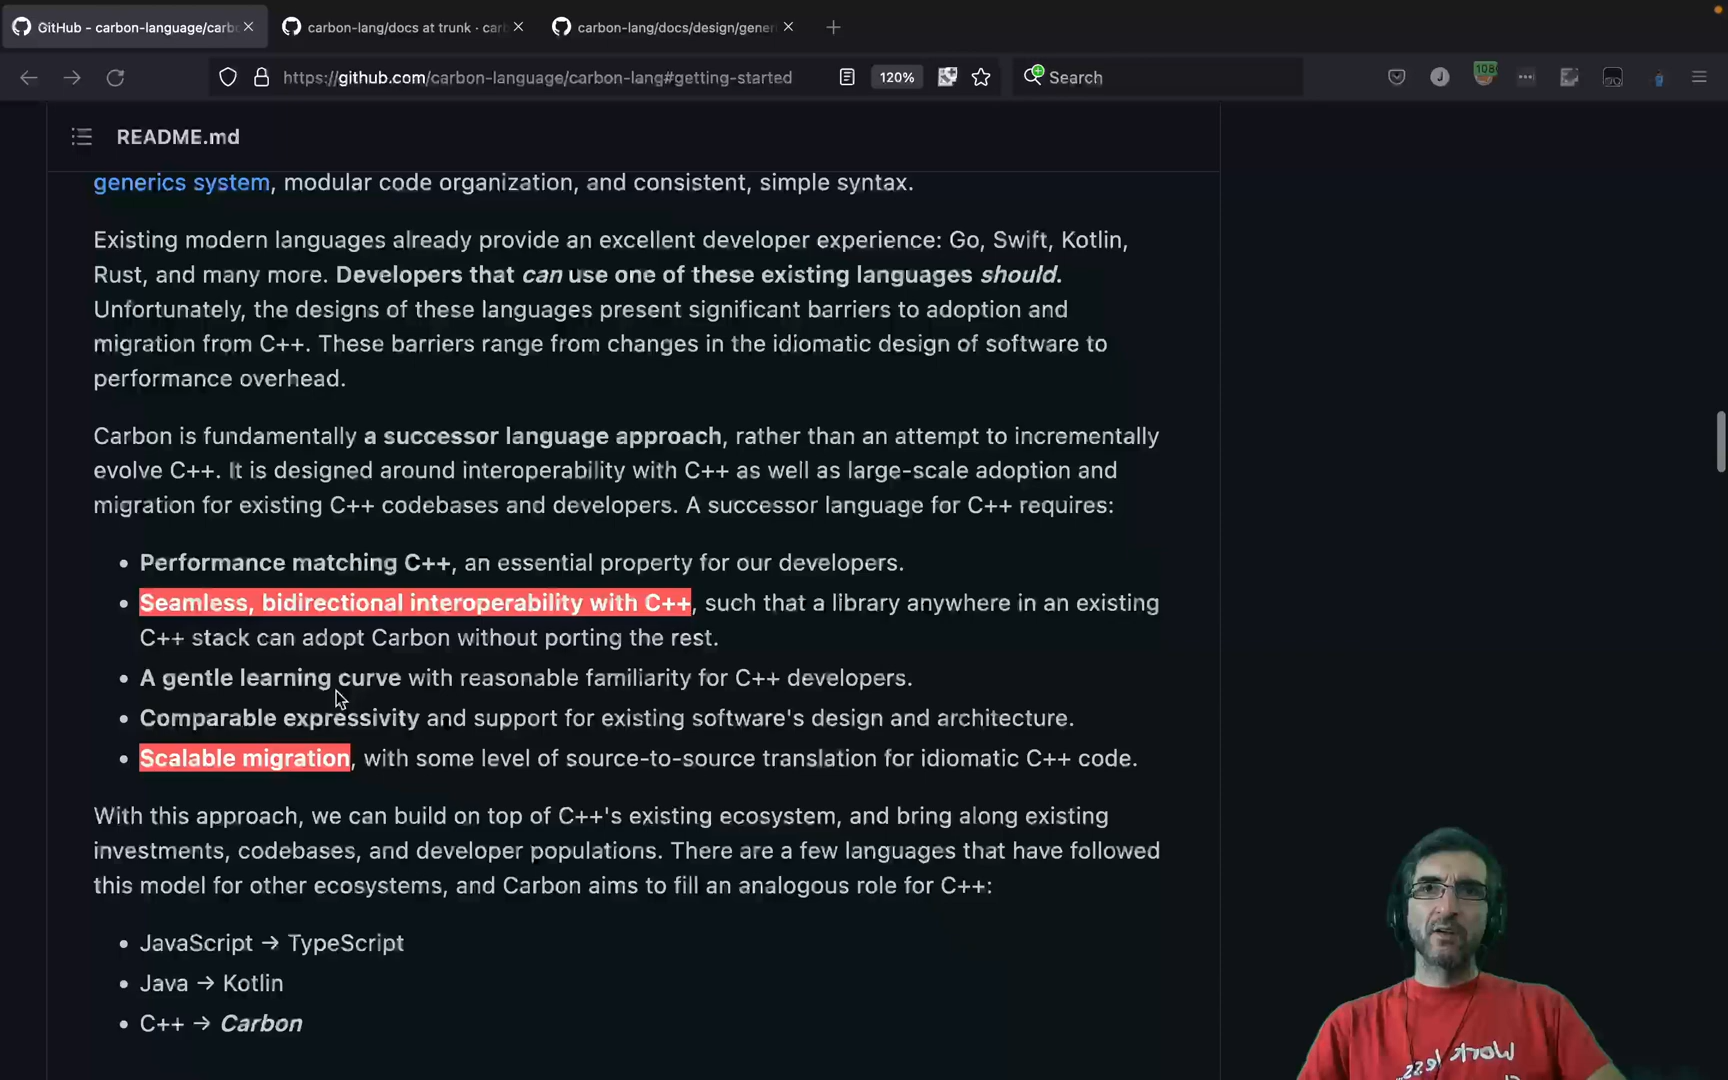 GitHub - carbon-language/carb
carbon-lang/docs at trunk · car
carbon-lang/docs/design/gener
https://github.com/carbon-language/carbon-lang#getting-started
120%
Search
108
README.md
generics system, modular code organization, and consistent, simple syntax.
Existing modern languages already provide an excellent developer experience: Go, Swift, Kotlin,
Rust, and many more. Developers that can use one of these existing languages should.
Unfortunately, the designs of these languages present significant barriers to adoption and
migration from C++. These barriers range from changes in the idiomatic design of software to
performance overhead.
Carbon is fundamentally a successor language approach, rather than an attempt to incrementally
evolve C++. It is designed around interoperability with C++ as well as large-scale adoption and
migration for existing C++ codebases and developers. A successor language for C++ requires:
• Performance matching C++, an essential property for our developers.
• Seamless, bidirectional interoperability with C++, such that a library anywhere in an existing
C++ stack can adopt Carbon without porting the rest.
• A gentle learning curve with reasonable familiarity for C++ developers.
• Comparable expressivity and support for existing software's design and architecture.
• Scalable migration, with some level of source-to-source translation for idiomatic C++ code.
With this approach, we can build on top of C++'s existing ecosystem, and bring along existing
investments, codebases, and developer populations. There are a few languages that have followed
this model for other ecosystems, and Carbon aims to fill an analogous role for C++:
• JavaScript → TypeScript
• Java → Kotlin
• C++ → Carbon
Work less